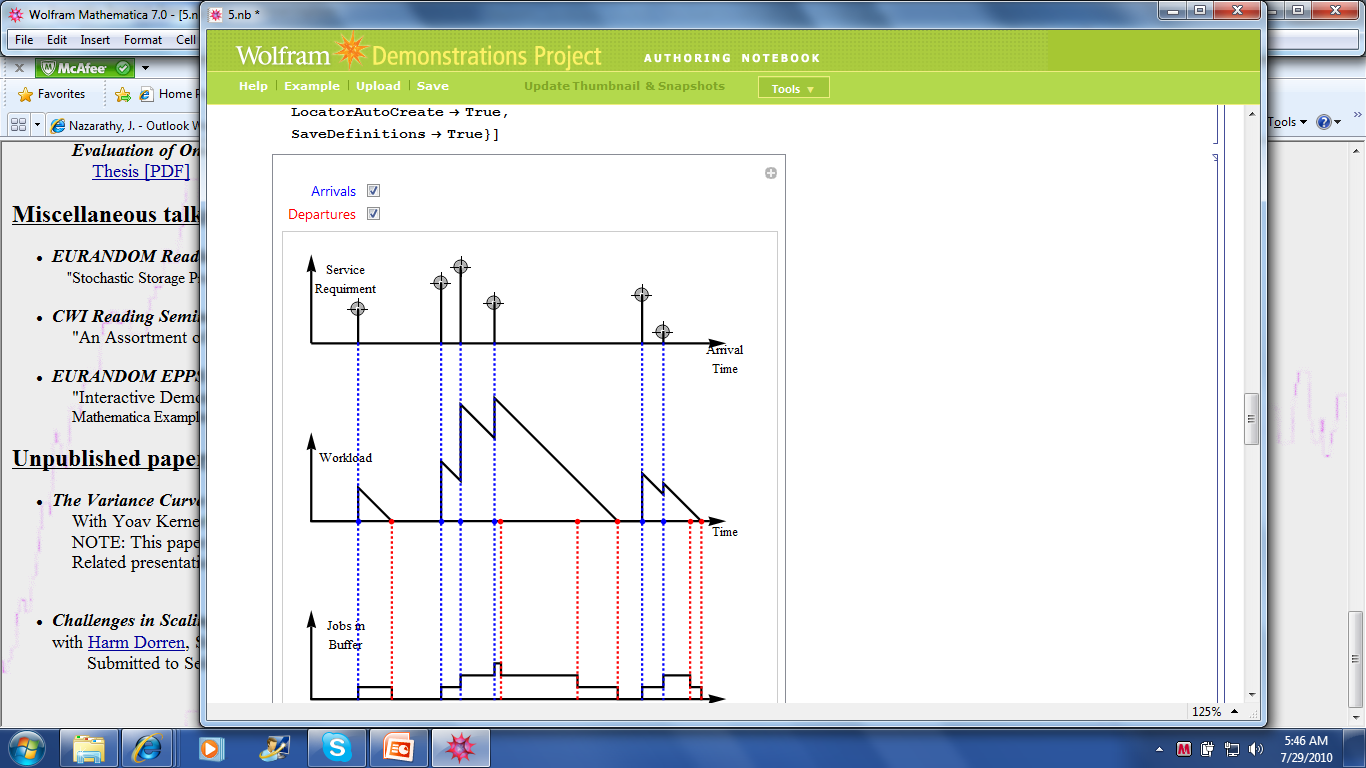 Wolfram Mathematica 7.0 - [5.n
5.nb *
File Edit Insert Format Cell
Wolfram Demonstrations Project AUTHORING NOTEBOOK
McAfee
Help Example Upload Save Update Thumbnail & Snapshots Tools
Favorites Home P
Tools
Nazarathy, J. - Outlook W
LocatorAutoCreate → True,
SaveDefinitions → True}]
Evaluation of On
Thesis [PDF]
Miscellaneous talk
EURANDOM Read
"Stochastic Storage P
CWI Reading Semi
"An Assortment o
EURANDOM EPPS
"Interactive Demo
Mathematica Exampl
Unpublished paper
The Variance Curv
With Yoav Kerne
NOTE: This pape
Related presentati
Challenges in Scali
with Harm Dorren, S
Submitted to Se
Arrivals
Departures
Service
Requirment
Arrival
Time
Workload
Time
Jobs in
Buffer
125%
5:46 AM
7/29/2010